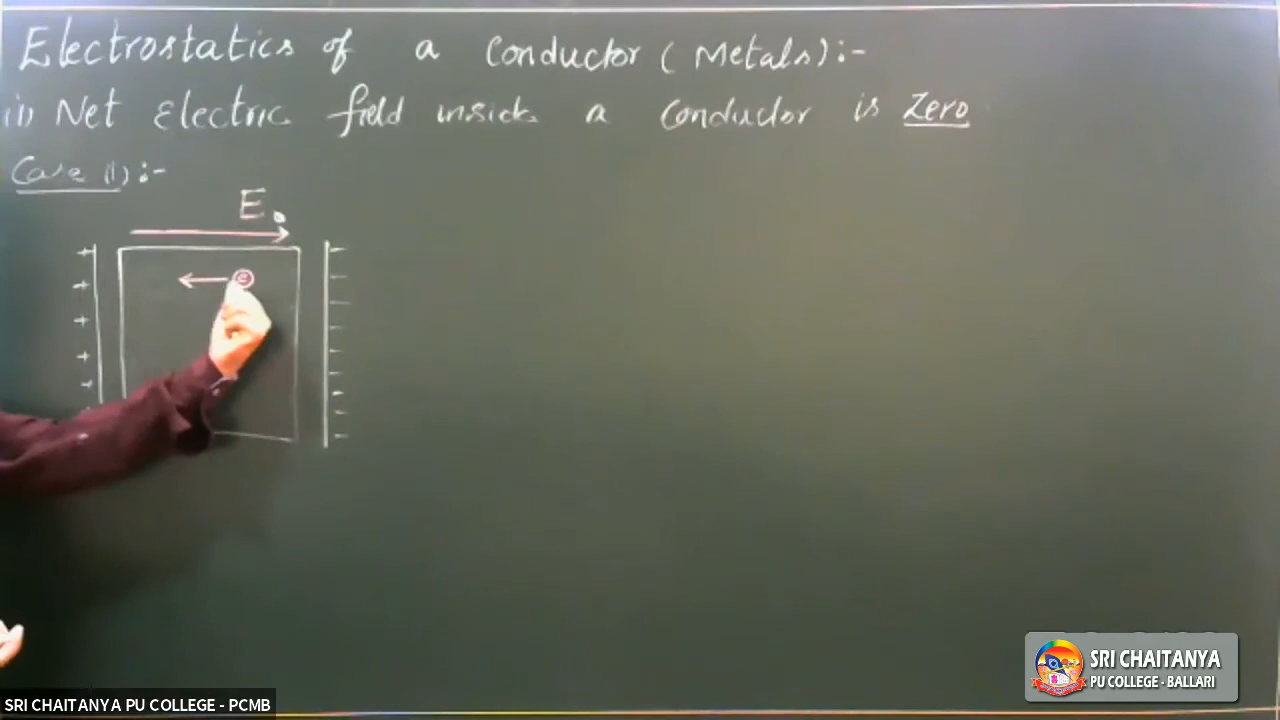 Electrostatics of a Conductor ( Metals):-
(i) Net Electric field inside a Conductor is Zero
Case (1):-
E₀
e
SRI CHAITANYA
PU COLLEGE - BALLARI
SRI CHAITANYA PU COLLEGE - PCMB